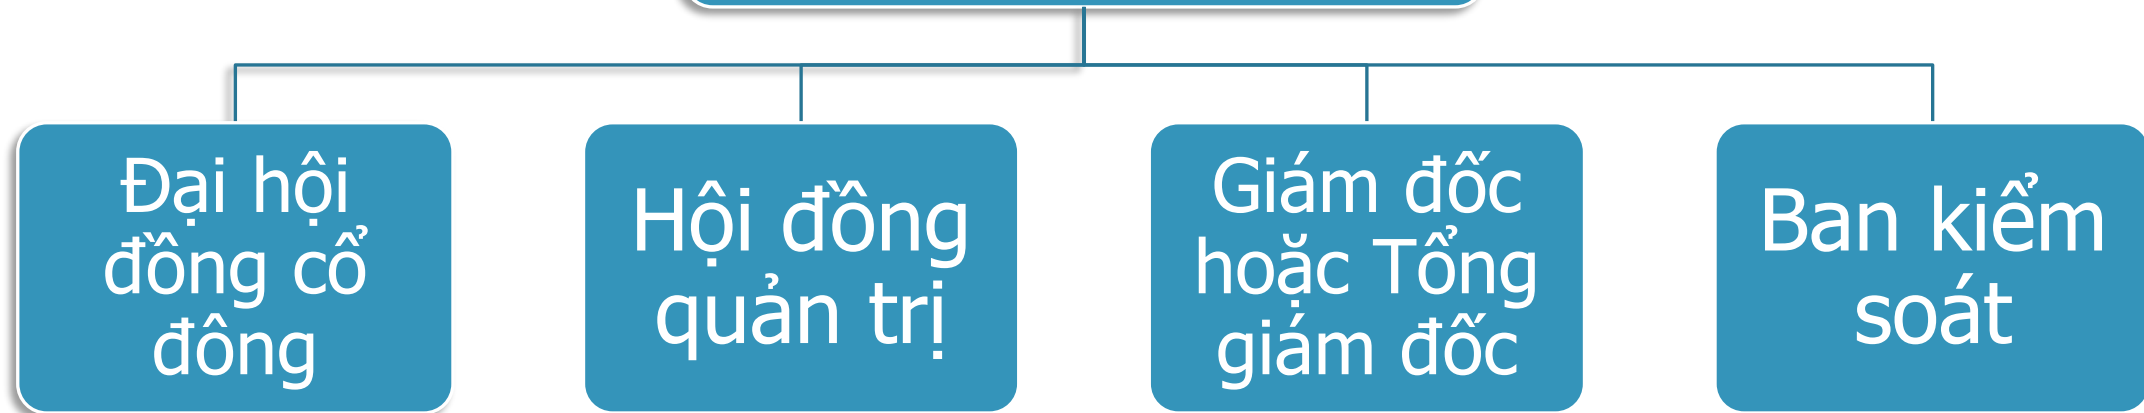 Đại hội
đồng cổ
đông
Hội đồng
quản trị
Giám đốc
hoặc Tổng
giám đốc
Ban kiểm
soát